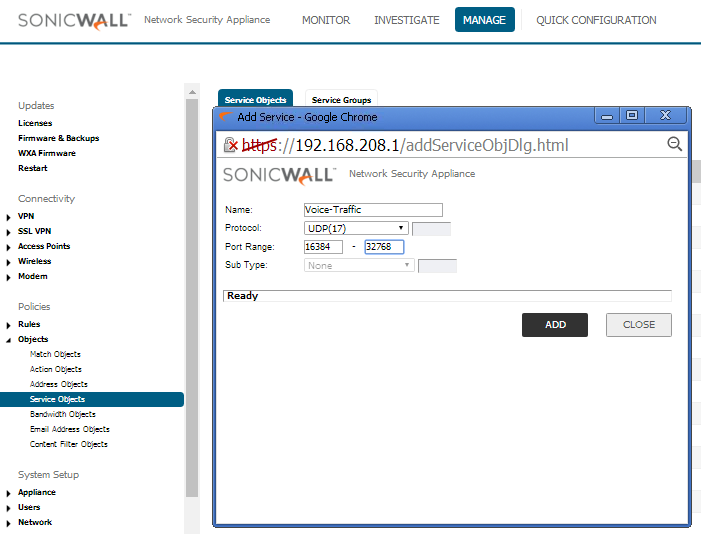 SONICWALL™ Network Security Appliance MONITOR INVESTIGATE MANAGE QUICK CONFIGURATION
Updates
Licenses
Firmware & Backups
WXA Firmware
Restart
Connectivity
VPN
SSL VPN
Access Points
Wireless
Modem
Policies
Rules
Objects
Match Objects
Action Objects
Address Objects
Service Objects
Bandwidth Objects
Email Address Objects
Content Filter Objects
System Setup
Appliance
Users
Network
Service Objects Service Groups
Add Service - Google Chrome
https://192.168.208.1/addServiceObjDlg.html
SONICWALL™ Network Security Appliance
Name: Voice-Traffic
Protocol: UDP(17)
Port Range: 16384 - 32768
Sub Type: None
Ready
ADD CLOSE